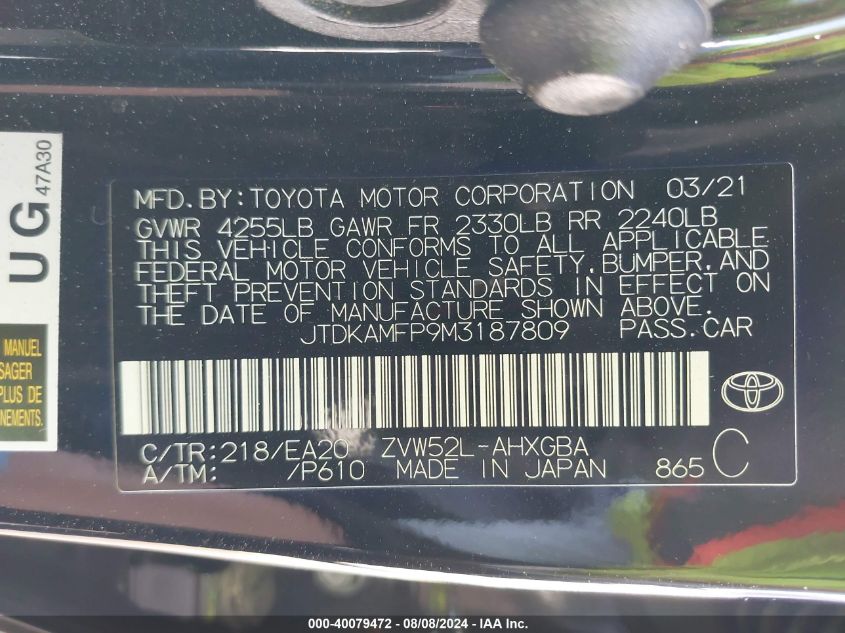 UG
47A30
MANUEL
SAGER
PLUS DE
NEMENTS.
MFD.BY:TOYOTA MOTOR CORPORATION 03/21
GVWR 4255LB GAWR FR 2330LB RR 2240LB
THIS VEHICLE CONFORMS TO ALL APPLICABLE
FEDERAL MOTOR VEHICLE SAFETY,BUMPER,AND
THEFT PREVENTION STANDARDS IN EFFECT ON
THE DATE OF MANUFACTURE SHOWN ABOVE.
JTDKAMFP9M3187809 PASS.CAR
C/TR:218/EA20 ZVW52L-AHXGBA
A/TM: /P610 MADE IN JAPAN 865 C
000-40079472 - 08/08/2024 - IAA Inc.